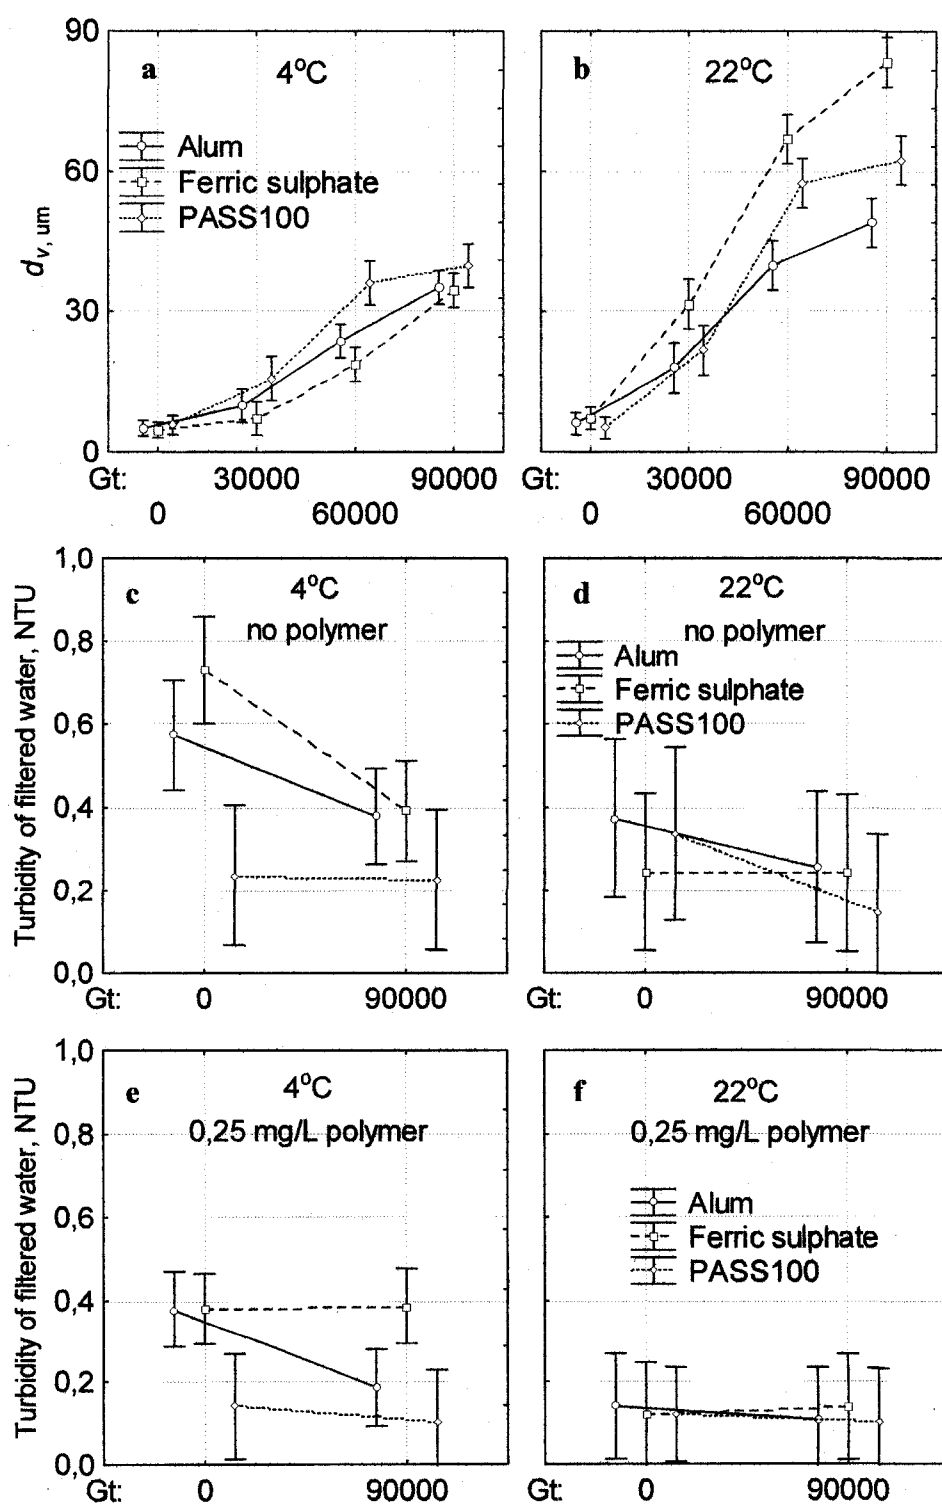 90
a
4°C
b
22°C
Alum
Ferric sulphate
PASS100
60
dv, um
30
0
Gt:
30000
90000
30000
90000
0
60000
0
60000
1,0
c
4°C
no polymer
d
22°C
no polymer
0,8
Alum
Ferric sulphate
PASS100
0,6
0,4
0,2
0,0
Turbidity of filtered water, NTU
Gt:
0
90000
0
90000
1,0
e
4°C
0,25 mg/L polymer
f
22°C
0,25 mg/L polymer
0,8
0,6
Alum
Ferric sulphate
PASS100
0,4
0,2
0,0
Turbidity of filtered water, NTU
Gt:
0
90000
0
90000